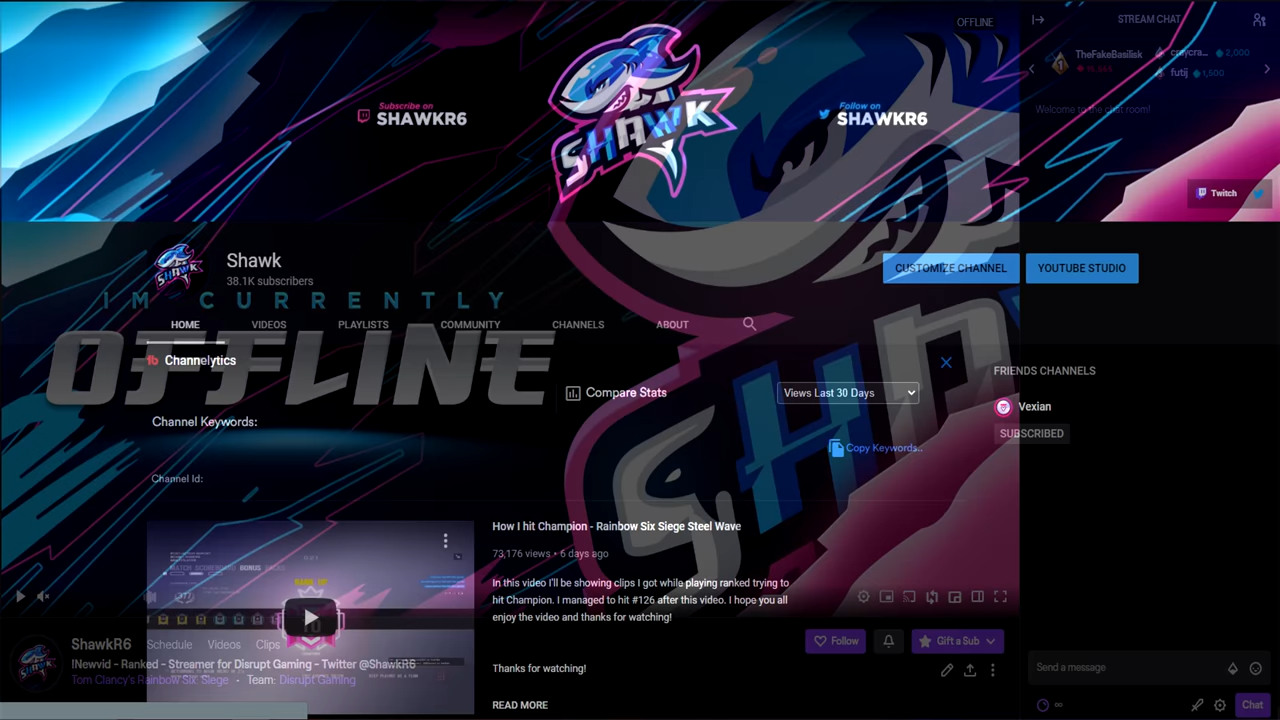 OFFLINE
STREAM CHAT
TheFakeBasilisk
2,000
futij 1,500
Subscribe on
SHAWKR6
SHAWK
Follow on
SHAWKR6
Welcome to the chat room!
Twitch
Shawk
38.1K subscribers
CUSTOMIZE CHANNEL
YOUTUBE STUDIO
IM CURRENTLY
OFFLINE
HOME
VIDEOS
PLAYLISTS
COMMUNITY
CHANNELS
ABOUT
Channelytics
Compare Stats
Views Last 30 Days
FRIENDS CHANNELS
Vexian
SUBSCRIBED
Channel Keywords:
Copy Keywords..
Channel Id:
How I hit Champion - Rainbow Six Siege Steel Wave
73,176 views • 6 days ago
In this video I'll be showing clips I got while playing ranked trying to
hit Champion. I managed to hit #126 after this video. I hope you all
enjoy the video and thanks for watching!
Thanks for watching!
READ MORE
ShawkR6
Schedule
Videos
Clips
!Newvid - Ranked - Streamer for Disrupt Gaming - Twitter @ShawkR6
Tom Clancy's Rainbow Six Siege • Team: Disrupt Gaming
Follow
Gift a Sub
Send a message
Chat